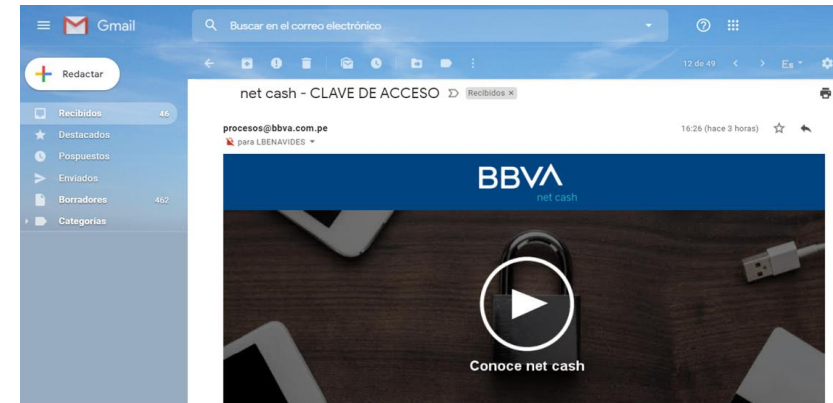 Gmail
Buscar en el correo electrónico
Redactar
12 de 49
Es
net cash - CLAVE DE ACCESO
Recibidos ×
Recibidos 46
Destacados
Pospuestos
Enviados
Borradores 462
Categorías
procesos@bbva.com.pe
16:26 (hace 3 horas)
para LBENAVIDES
BBVA
net cash
Conoce net cash